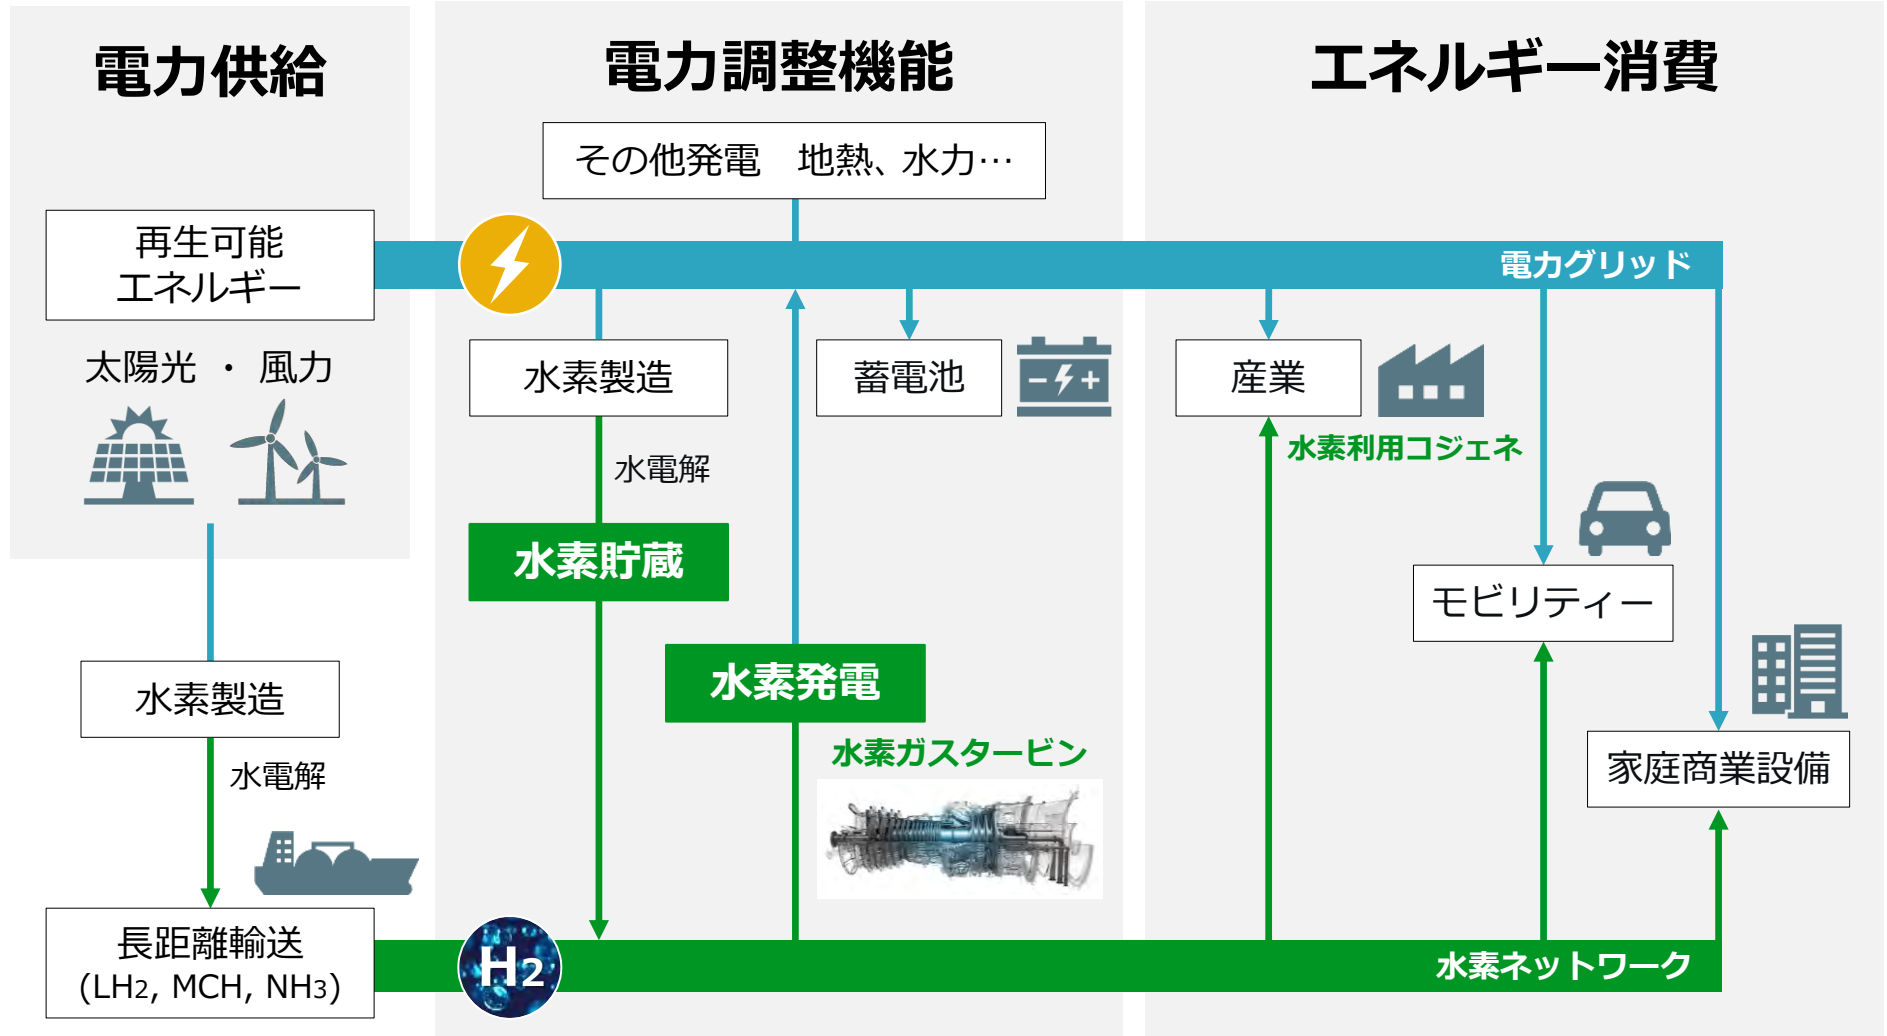 電力供給
電力調整機能
エネルギー消費
その他発電　地熱、水力…
再生可能
エネルギー
電力グリッド
太陽光 ・ 風力
水素製造
蓄電池
産業
水素利用コジェネ
水電解
水素貯蔵
モビリティー
水素発電
水素製造
水素ガスタービン
家庭商業設備
水電解
長距離輸送
(LH2, MCH, NH3)
H2
水素ネットワーク